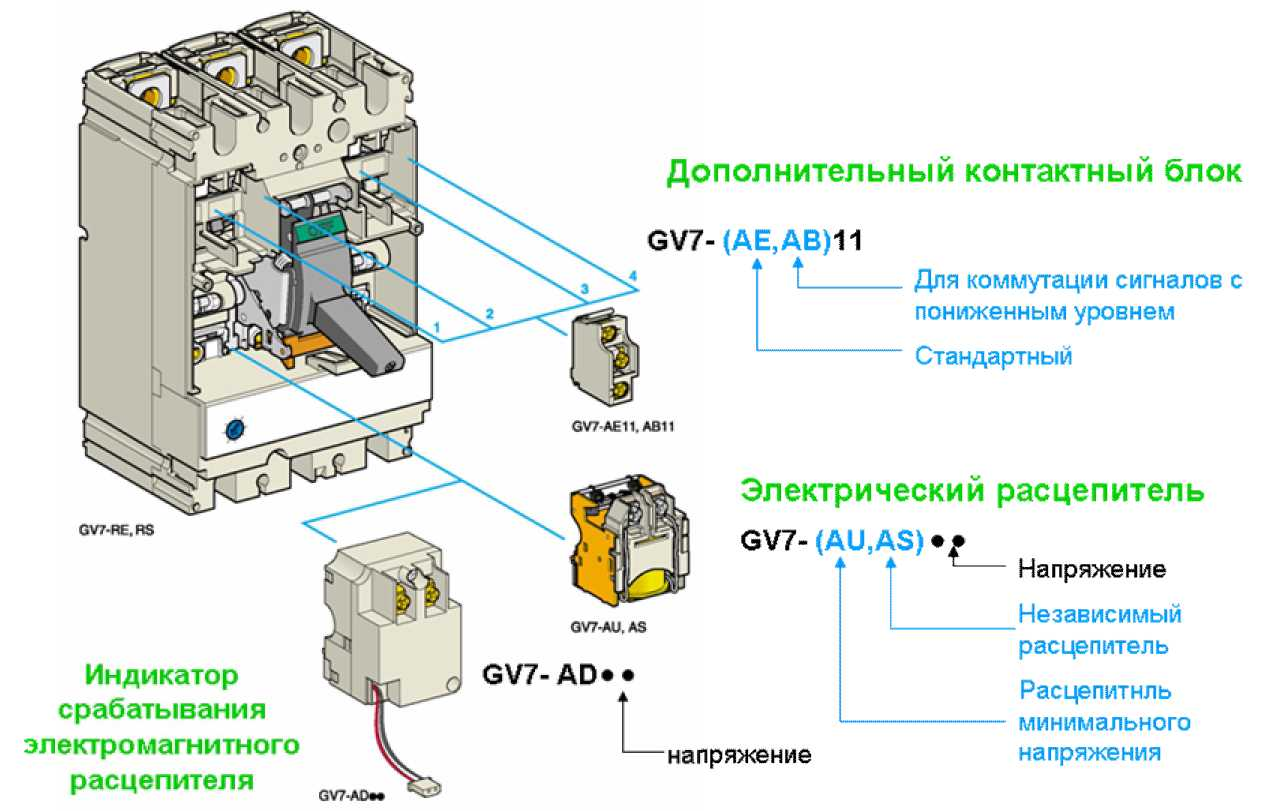 Дополнительный контактный блок
GV7- (AE,AB)11
Для коммутации сигналов с
пониженным уровнем
Стандартный
1
2
3
4
GV7-AE11, AB11
GV7-RE, RS
Электрический расцепитель
GV7- (AU,AS)●●
Напряжение
Независимый
расцепитель
Расцепитнль
минимального
напряжения
GV7-AU, AS
GV7- AD●●
напряжение
Индикатор
срабатывания
электромагнитного
расцепителя
GV7-AD●●